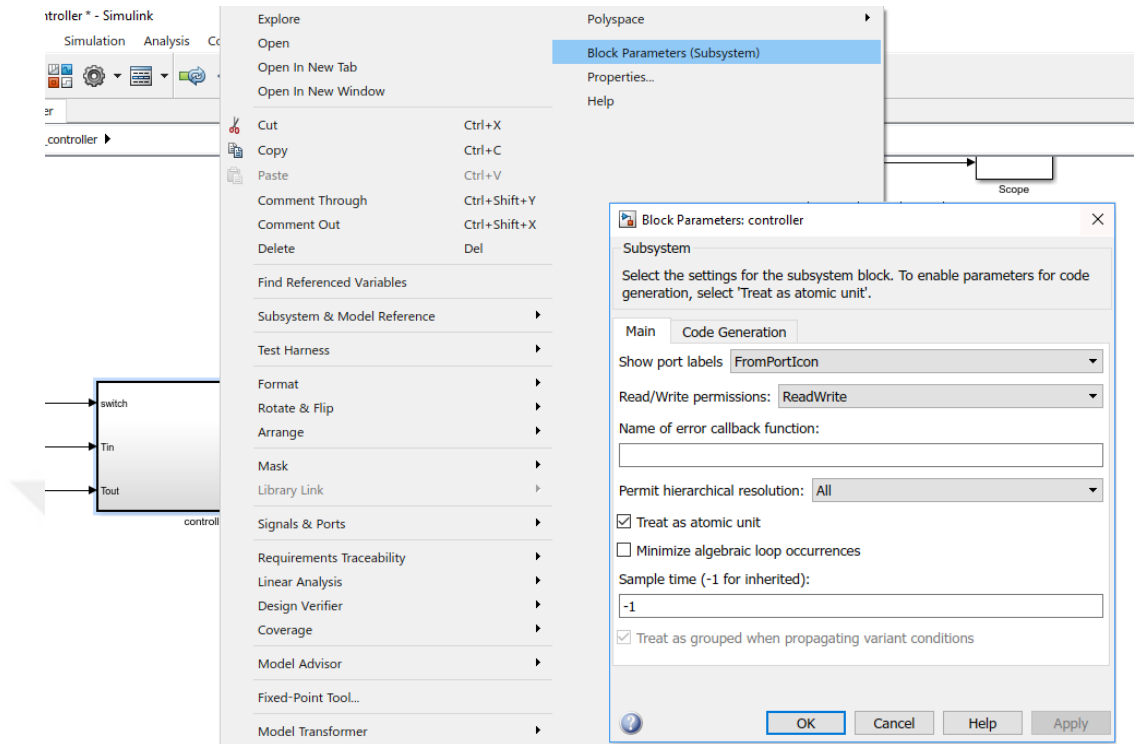 ntroller * - Simulink
Simulation Analysis Co
er
_controller
Explore
Open
Open In New Tab
Open In New Window
Cut Ctrl+X
Copy Ctrl+C
Paste Ctrl+V
Comment Through Ctrl+Shift+Y
Comment Out Ctrl+Shift+X
Delete Del
Find Referenced Variables
Subsystem & Model Reference
Test Harness
Format
Rotate & Flip
Arrange
Mask
Library Link
Signals & Ports
Requirements Traceability
Linear Analysis
Design Verifier
Coverage
Model Advisor
Fixed-Point Tool...
Model Transformer
Polyspace
Block Parameters (Subsystem)
Properties...
Help
Scope
switch
Tin
Tout
controll
Block Parameters: controller
Subsystem
Select the settings for the subsystem block. To enable parameters for code
generation, select 'Treat as atomic unit'.
Main Code Generation
Show port labels FromPortIcon
Read/Write permissions: ReadWrite
Name of error callback function:
Permit hierarchical resolution: All
Treat as atomic unit
Minimize algebraic loop occurrences
Sample time (-1 for inherited):
-1
Treat as grouped when propagating variant conditions
OK Cancel Help Apply